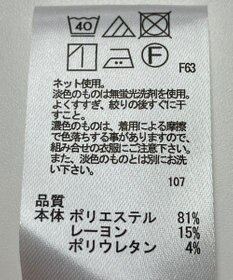 40
F
F63
ネット使用。
淡色のものは無蛍光洗剤を使用。
よくすすぎ、絞りの後すぐに干
すこと。
濃色のものは、着用による摩擦
で色落ちする事がありますので、
組み合せの衣服にご注意下さい。
また、淡色のものとは別にお洗
い下さい。
107
品質
本体 ポリエステル 81%
レーヨン 15%
ポリウレタン 4%